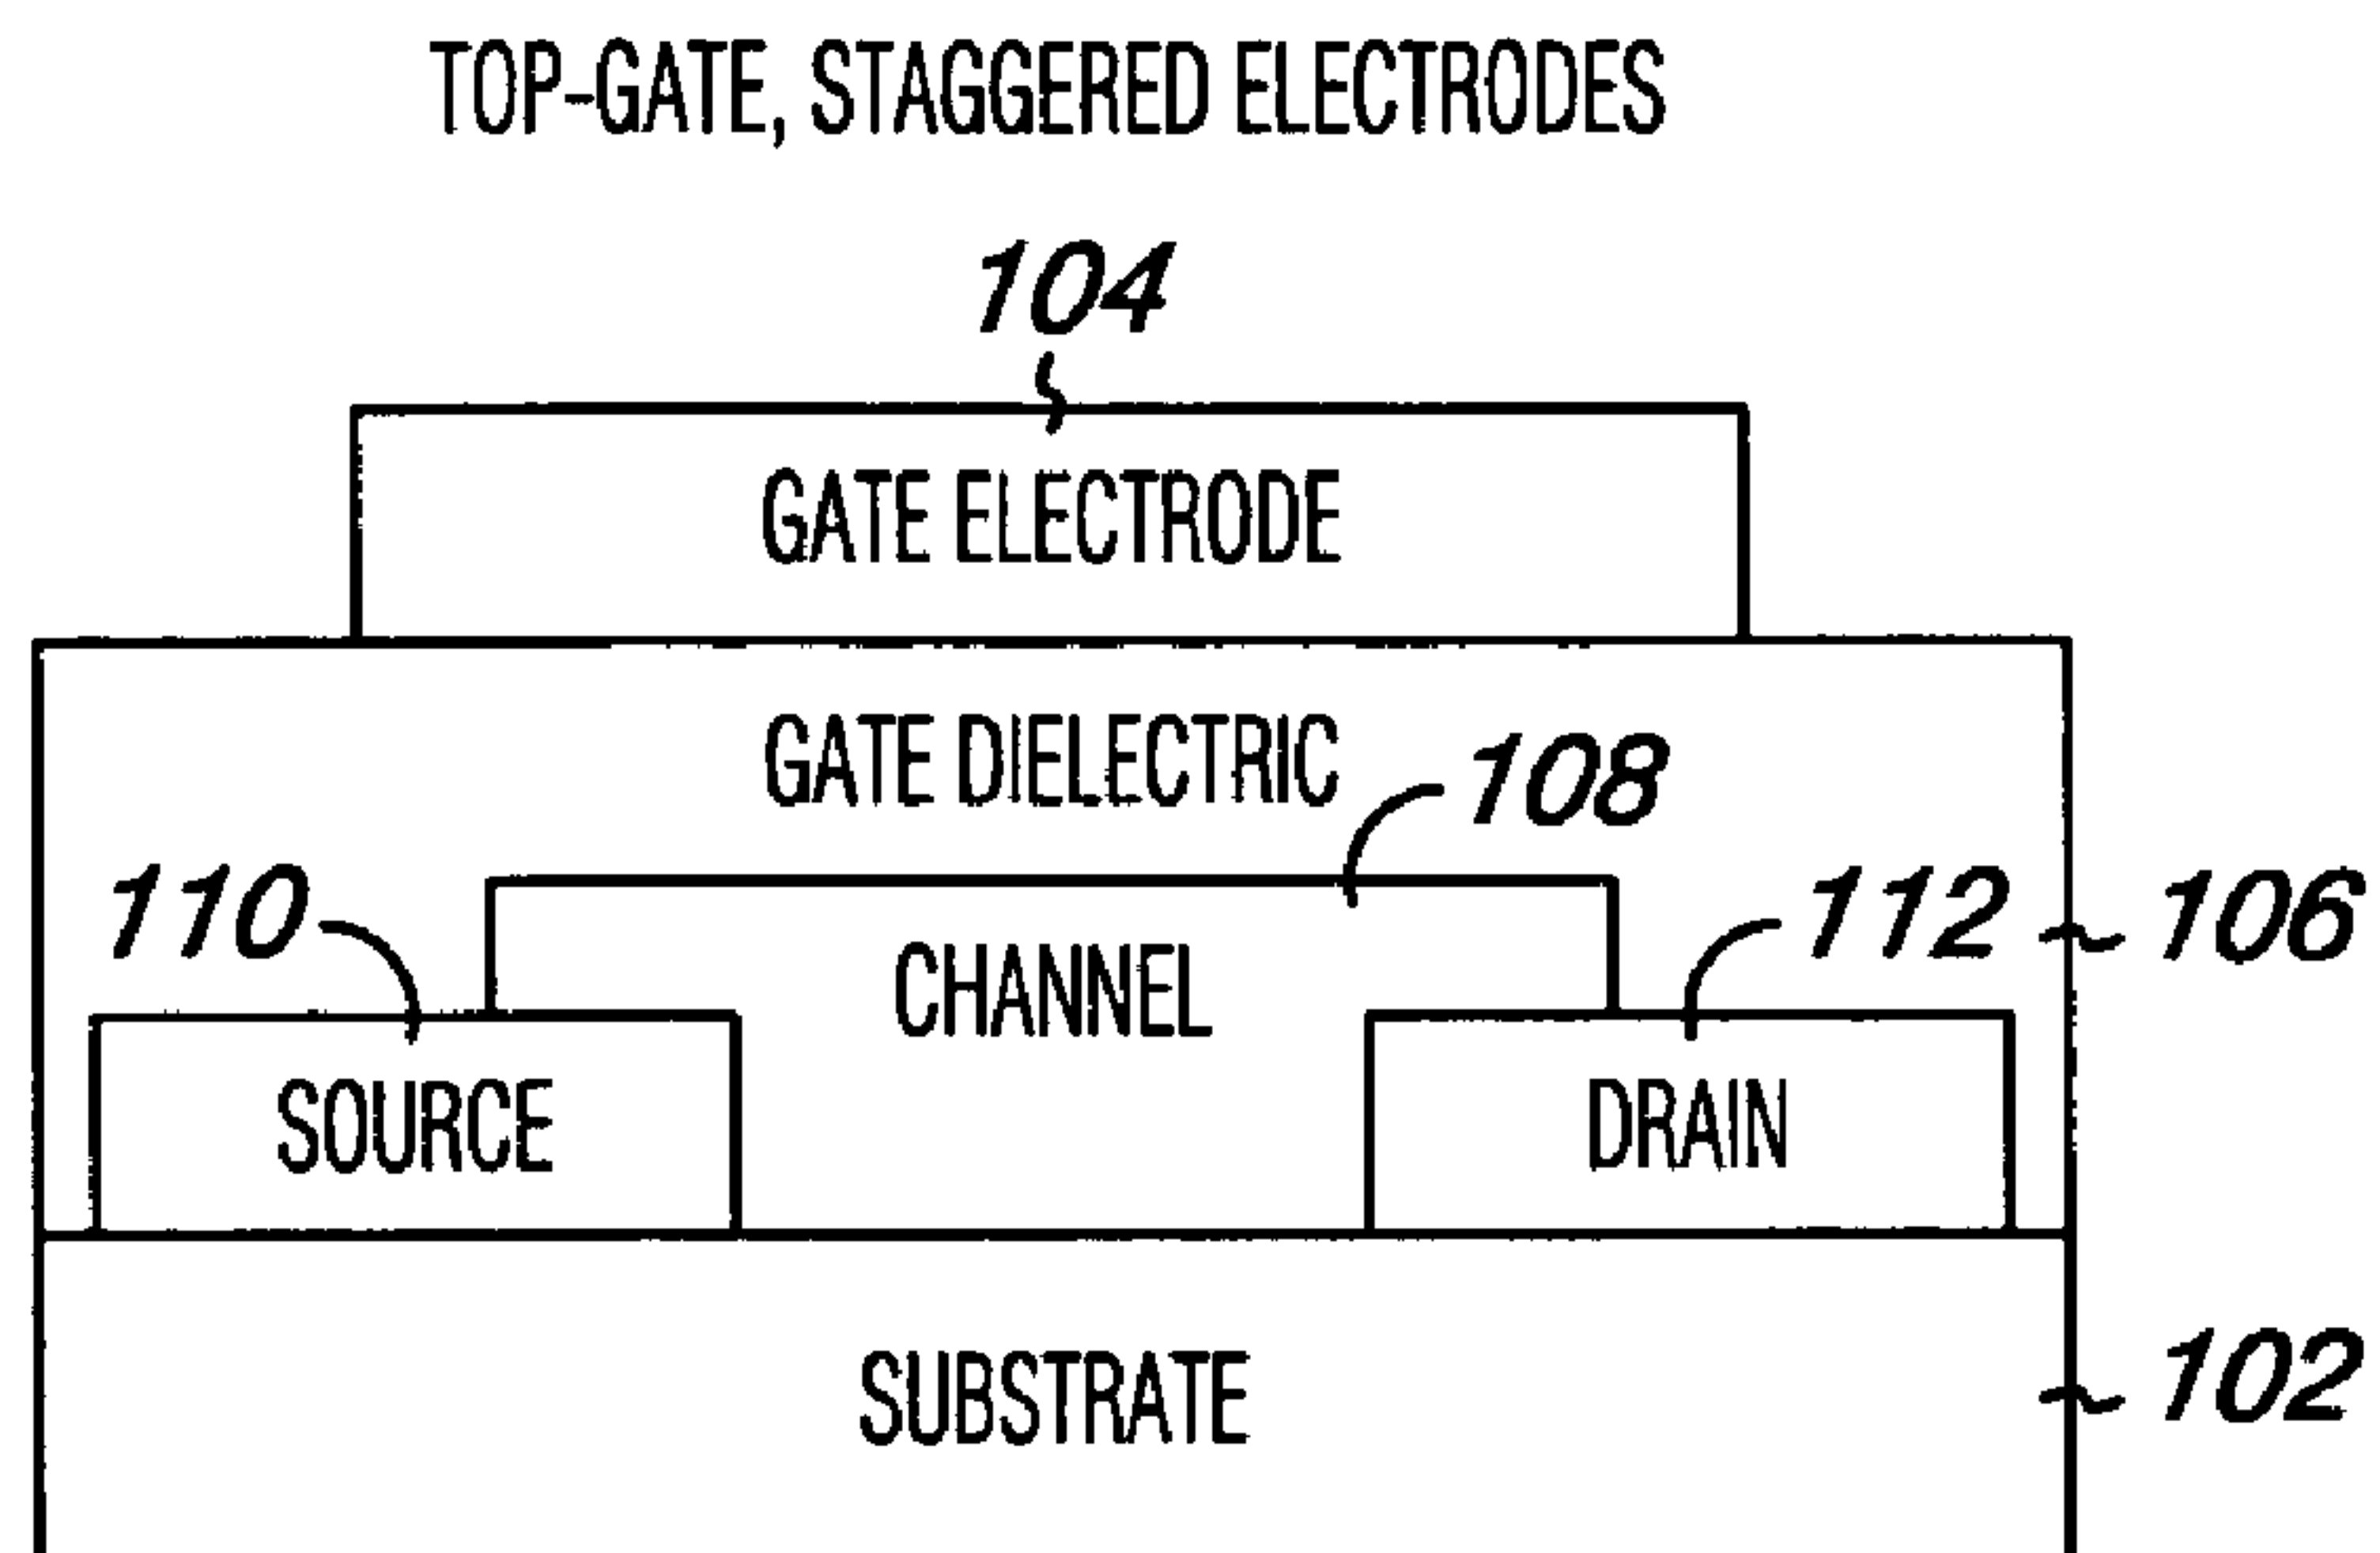 TOP-GATE, STAGGERED ELECTRODES
104
GATE ELECTRODE
GATE DIELECTRIC
108
110
112
106
CHANNEL
SOURCE
DRAIN
SUBSTRATE
102